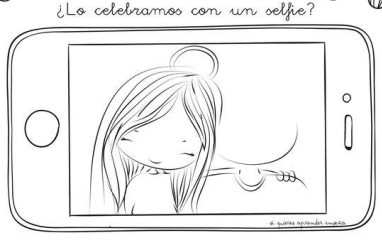 ¿Lo celebramos con un selfie?
si quieres aprender enseña